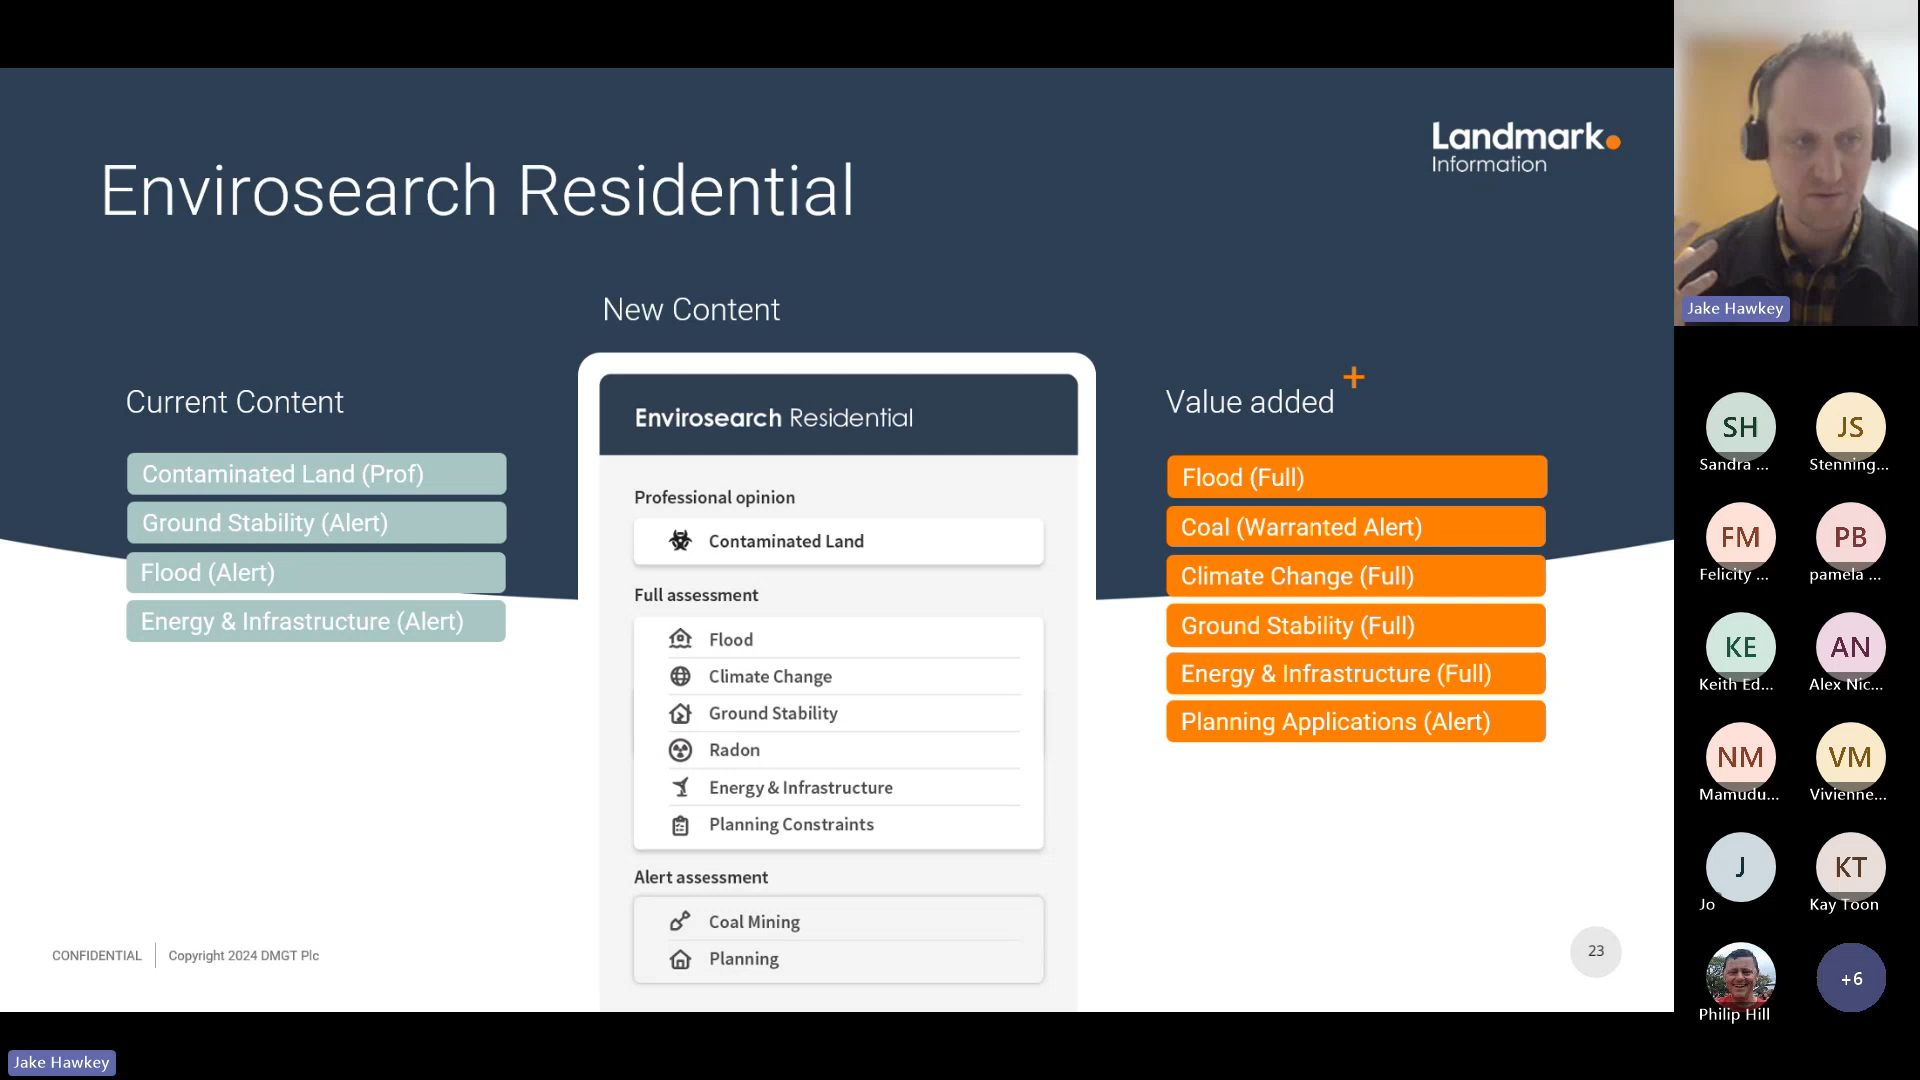 Landmark
Information
Envirosearch Residential
New Content
Current Content
Contaminated Land (Prof)
Ground Stability (Alert)
Flood (Alert)
Energy & Infrastructure (Alert)
Envirosearch Residential
Professional opinion
Contaminated Land
Full assessment
Flood
Climate Change
Ground Stability
Radon
Energy & Infrastructure
Planning Constraints
Alert assessment
Coal Mining
Planning
Value added +
Flood (Full)
Coal (Warranted Alert)
Climate Change (Full)
Ground Stability (Full)
Energy & Infrastructure (Full)
Planning Applications (Alert)
CONFIDENTIAL
Copyright 2024 DMGT Plc
23
Jake Hawkey
SH
Sandra ...
JS
Stenning...
FM
Felicity ...
PB
pamela ...
KE
Keith Ed...
AN
Alex Nic...
NM
Mamudu...
VM
Vivienne...
J
Jo
KT
Kay Toon
Philip Hill
+6
Jake Hawkey